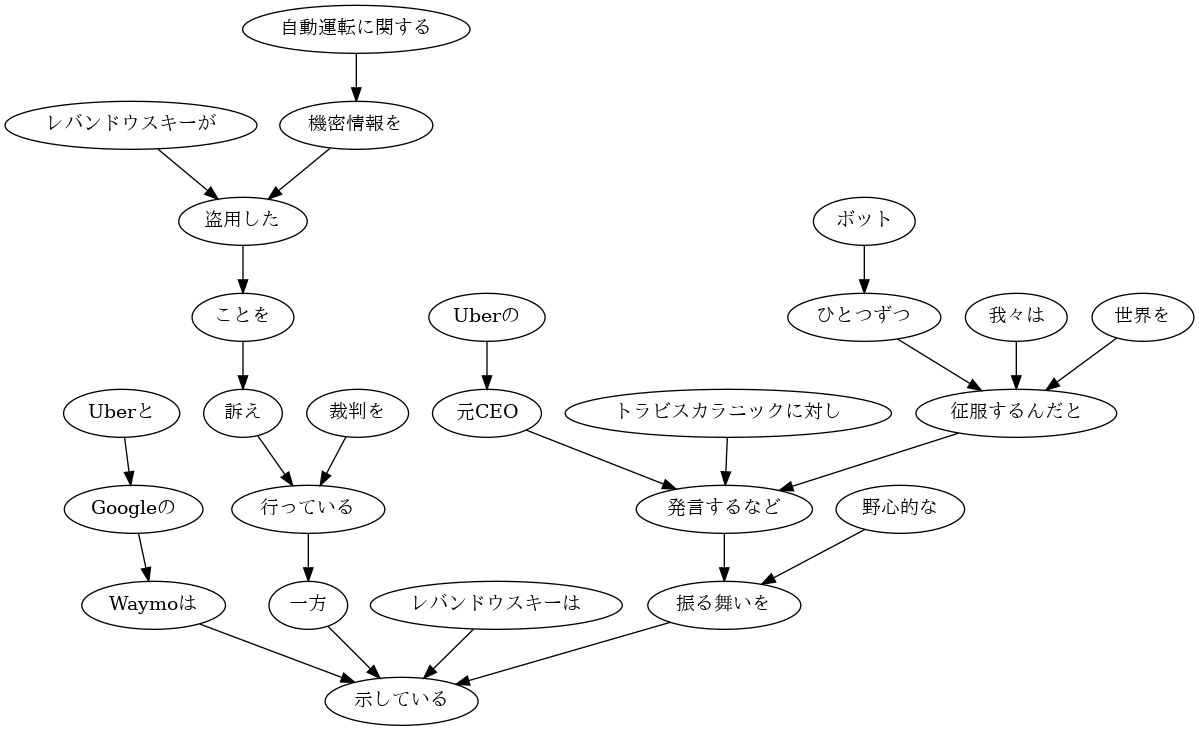 自動運転に関する
レバンドウスキーが
機密情報を
盗用した
ボット
ことを
Uberの
ひとつずつ
我々は
世界を
Uberと
訴え
裁判を
元CEO
トラビスカラニックに対し
征服するんだと
Googleの
行っている
発言するなど
野心的な
Waymoは
一方
レバンドウスキーは
振る舞いを
示している